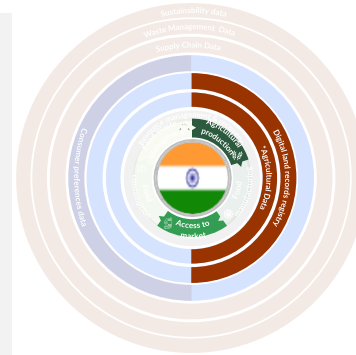 Sustainability data
Waste Management Data
Supply Chain Data
Consumer preferences data
Digital land records registry
*Agricultural Data
Agricultural
production
Access to
market